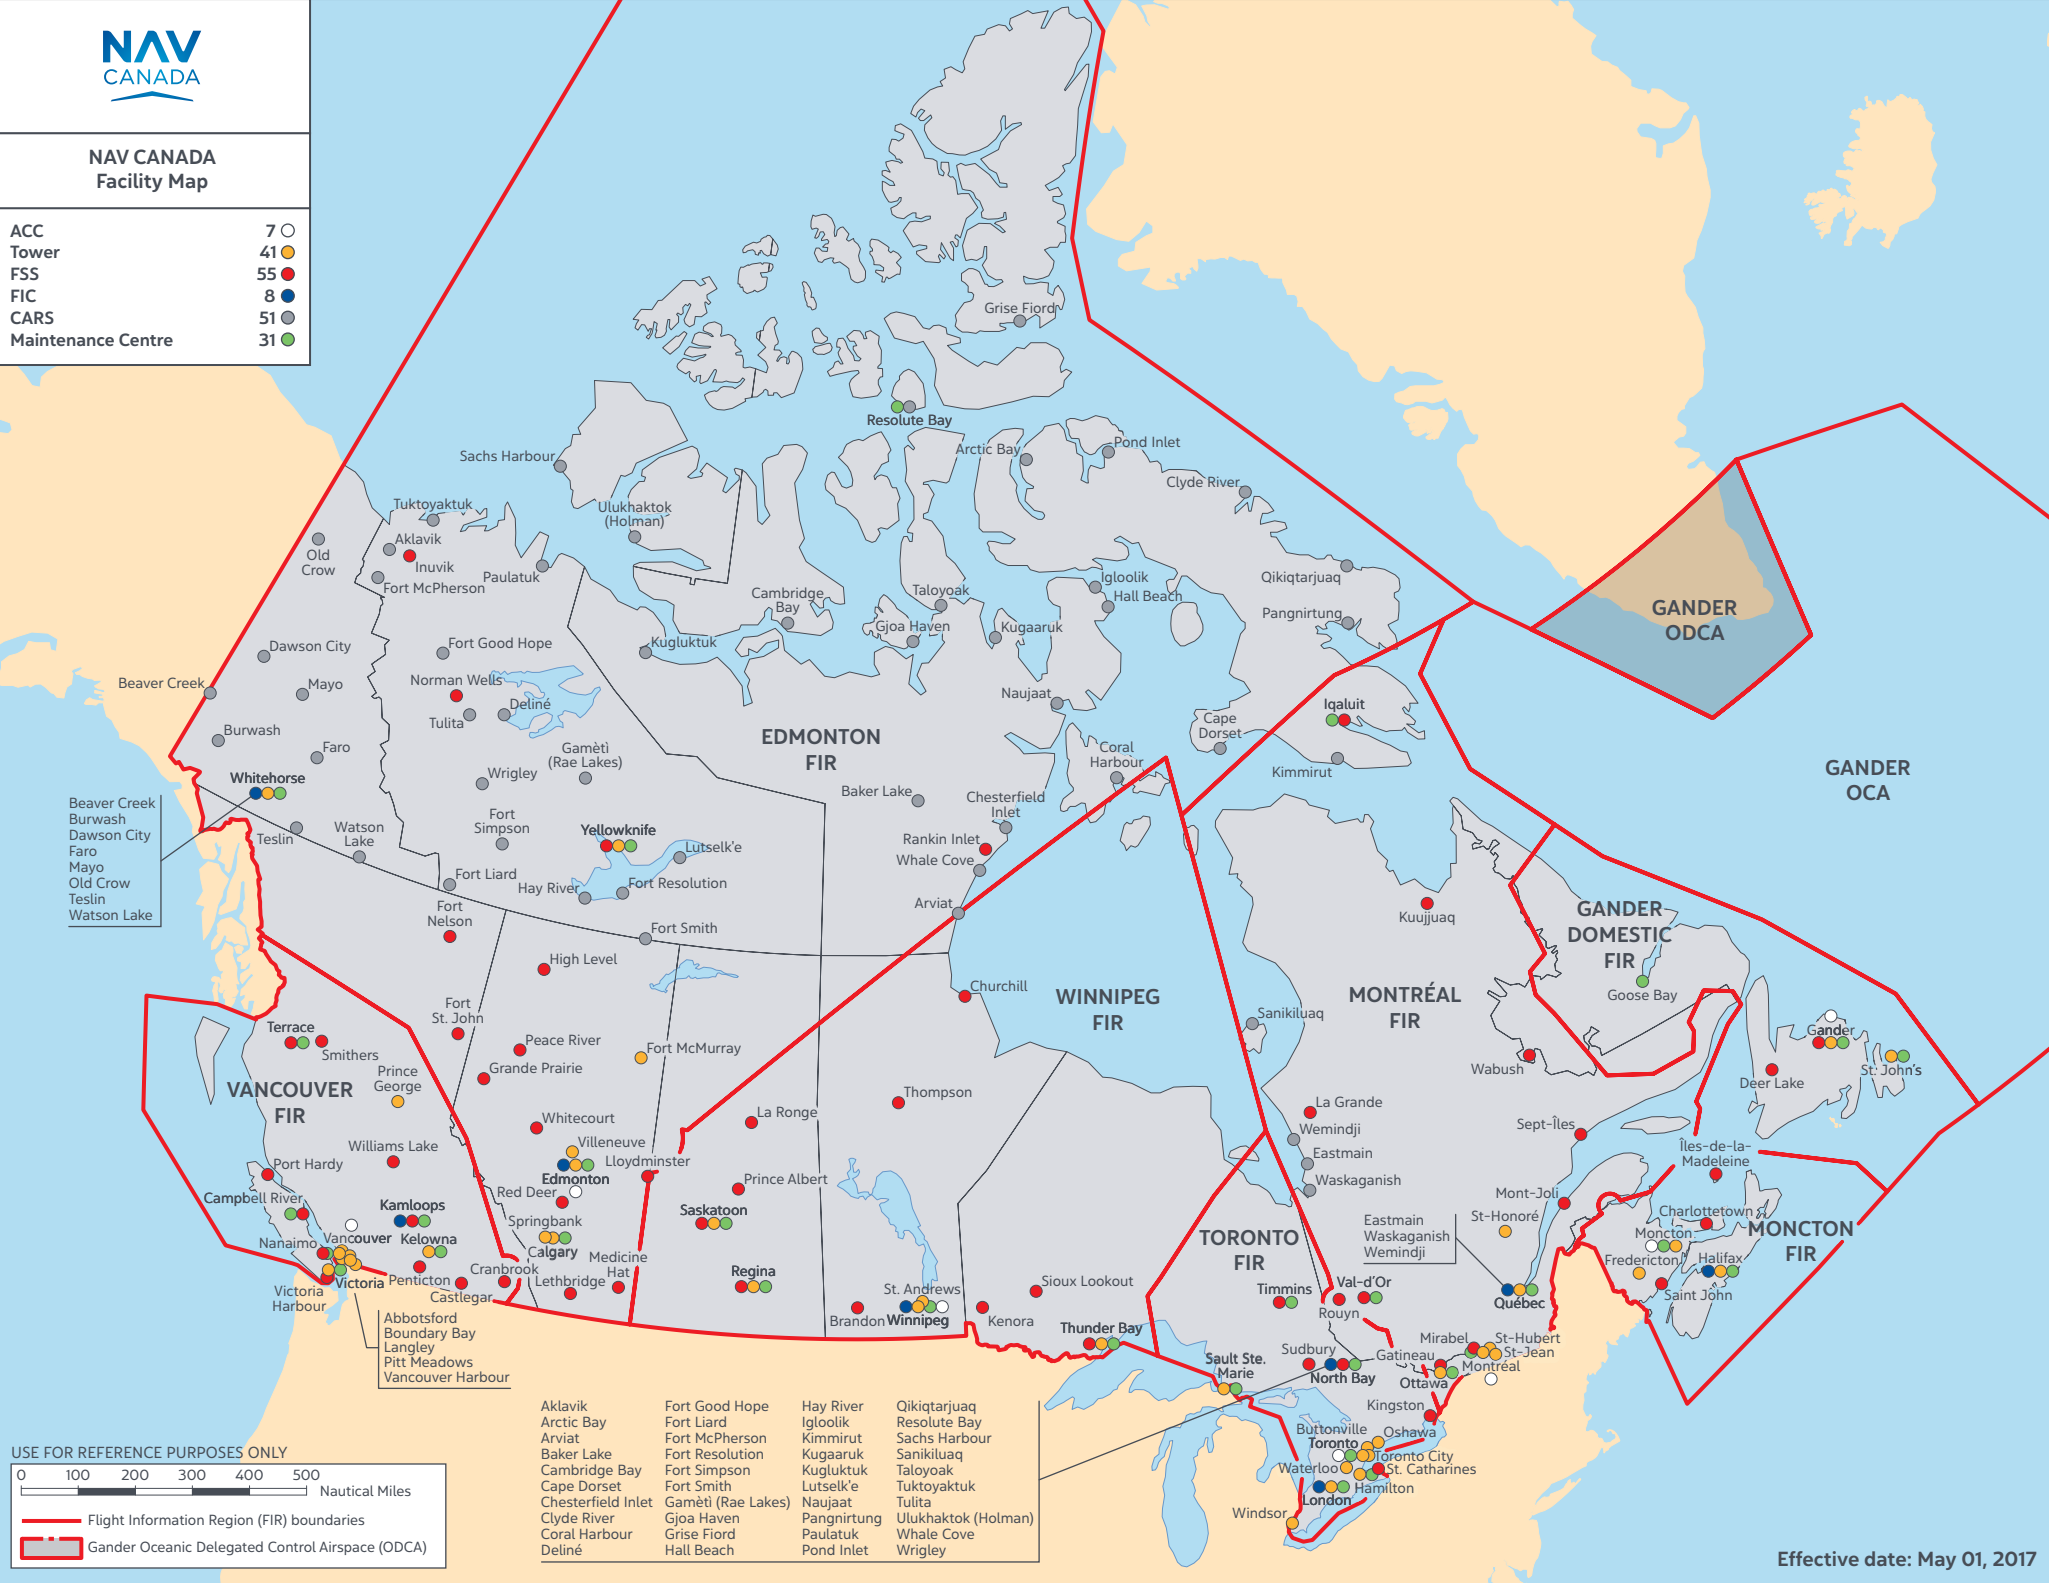 NAV
CANADA
NAV CANADA
Facility Map
ACC 7
Tower 41
FSS 55
FIC 8
CARS 51
Maintenance Centre 31
Grise Fiord
Resolute Bay
Arctic Bay
Pond Inlet
Clyde River
Sachs Harbour
Ulukhaktok
(Holman)
Tuktoyaktuk
Aklavik
Inuvik
Fort McPherson
Paulatuk
Old
Crow
Cambridge
Bay
Taloyoak
Gjoa Haven
Kugaaruk
Igloolik
Hall Beach
Qikiqtarjuaq
Pangnirtung
GANDER
ODCA
Dawson City
Fort Good Hope
Kugluktuk
Beaver Creek
Mayo
Norman Wells
Tulita
Deliné
Naujaat
Cape
Dorset
Iqaluit
Kimmirut
Burwash
Faro
EDMONTON
FIR
Gamètì
(Rae Lakes)
Wrigley
Coral
Harbour
GANDER
OCA
Whitehorse
Beaver Creek
Burwash
Dawson City
Faro
Mayo
Old Crow
Teslin
Watson Lake
Teslin
Watson
Lake
Fort
Simpson
Yellowknife
Lutselk'e
Baker Lake
Chesterfield
Inlet
Rankin Inlet
Whale Cove
Arviat
Fort Liard
Hay River
Fort Resolution
Fort
Nelson
Fort Smith
High Level
Kuujjuaq
GANDER
DOMESTIC
FIR
Goose Bay
Churchill
WINNIPEG
FIR
MONTRÉAL
FIR
Sanikiluaq
Fort
St. John
Peace River
Grande Prairie
Fort McMurray
Terrace
Smithers
Prince
George
VANCOUVER
FIR
Wabush
Gander
St. John's
Deer Lake
Thompson
La Ronge
La Grande
Wemindji
Eastmain
Waskaganish
Sept-Îles
Îles-de-la-
Madeleine
Whitecourt
Villeneuve
Edmonton
Lloydminster
Williams Lake
Port Hardy
Campbell River
Kamloops
Red Deer
Prince Albert
Saskatoon
Mont-Joli
St-Honoré
Charlottetown
Moncton
MONCTON
FIR
Fredericton
Halifax
Saint John
Eastmain
Waskaganish
Wemindji
Québec
TORONTO
FIR
Springbank
Calgary
Vancouver
Kelowna
Nanaimo
Victoria
Victoria
Harbour
Penticton
Castlegar
Cranbrook
Lethbridge
Medicine
Hat
Regina
Brandon
St. Andrews
Winnipeg
Kenora
Sioux Lookout
Thunder Bay
Timmins
Val-d'Or
Rouyn
Abbotsford
Boundary Bay
Langley
Pitt Meadows
Vancouver Harbour
Sault Ste.
Marie
Sudbury
North Bay
Gatineau
Ottawa
Mirabel
St-Hubert
St-Jean
Montréal
Kingston
Buttonville
Oshawa
Toronto
Toronto City
Waterloo
St. Catharines
Hamilton
London
Windsor
Aklavik Fort Good Hope Hay River Qikiqtarjuaq
Arctic Bay Fort Liard Igloolik Resolute Bay
Arviat Fort McPherson Kimmirut Sachs Harbour
Baker Lake Fort Resolution Kugaaruk Sanikiluaq
Cambridge Bay Fort Simpson Kugluktuk Taloyoak
Cape Dorset Fort Smith Lutselk'e Tuktoyaktuk
Chesterfield Inlet Gamètì (Rae Lakes) Naujaat Tulita
Clyde River Gjoa Haven Pangnirtung Ulukhaktok (Holman)
Coral Harbour Grise Fiord Paulatuk Whale Cove
Deliné Hall Beach Pond Inlet Wrigley
USE FOR REFERENCE PURPOSES ONLY
0 100 200 300 400 500
Nautical Miles
Flight Information Region (FIR) boundaries
Gander Oceanic Delegated Control Airspace (ODCA)
Effective date: May 01, 2017